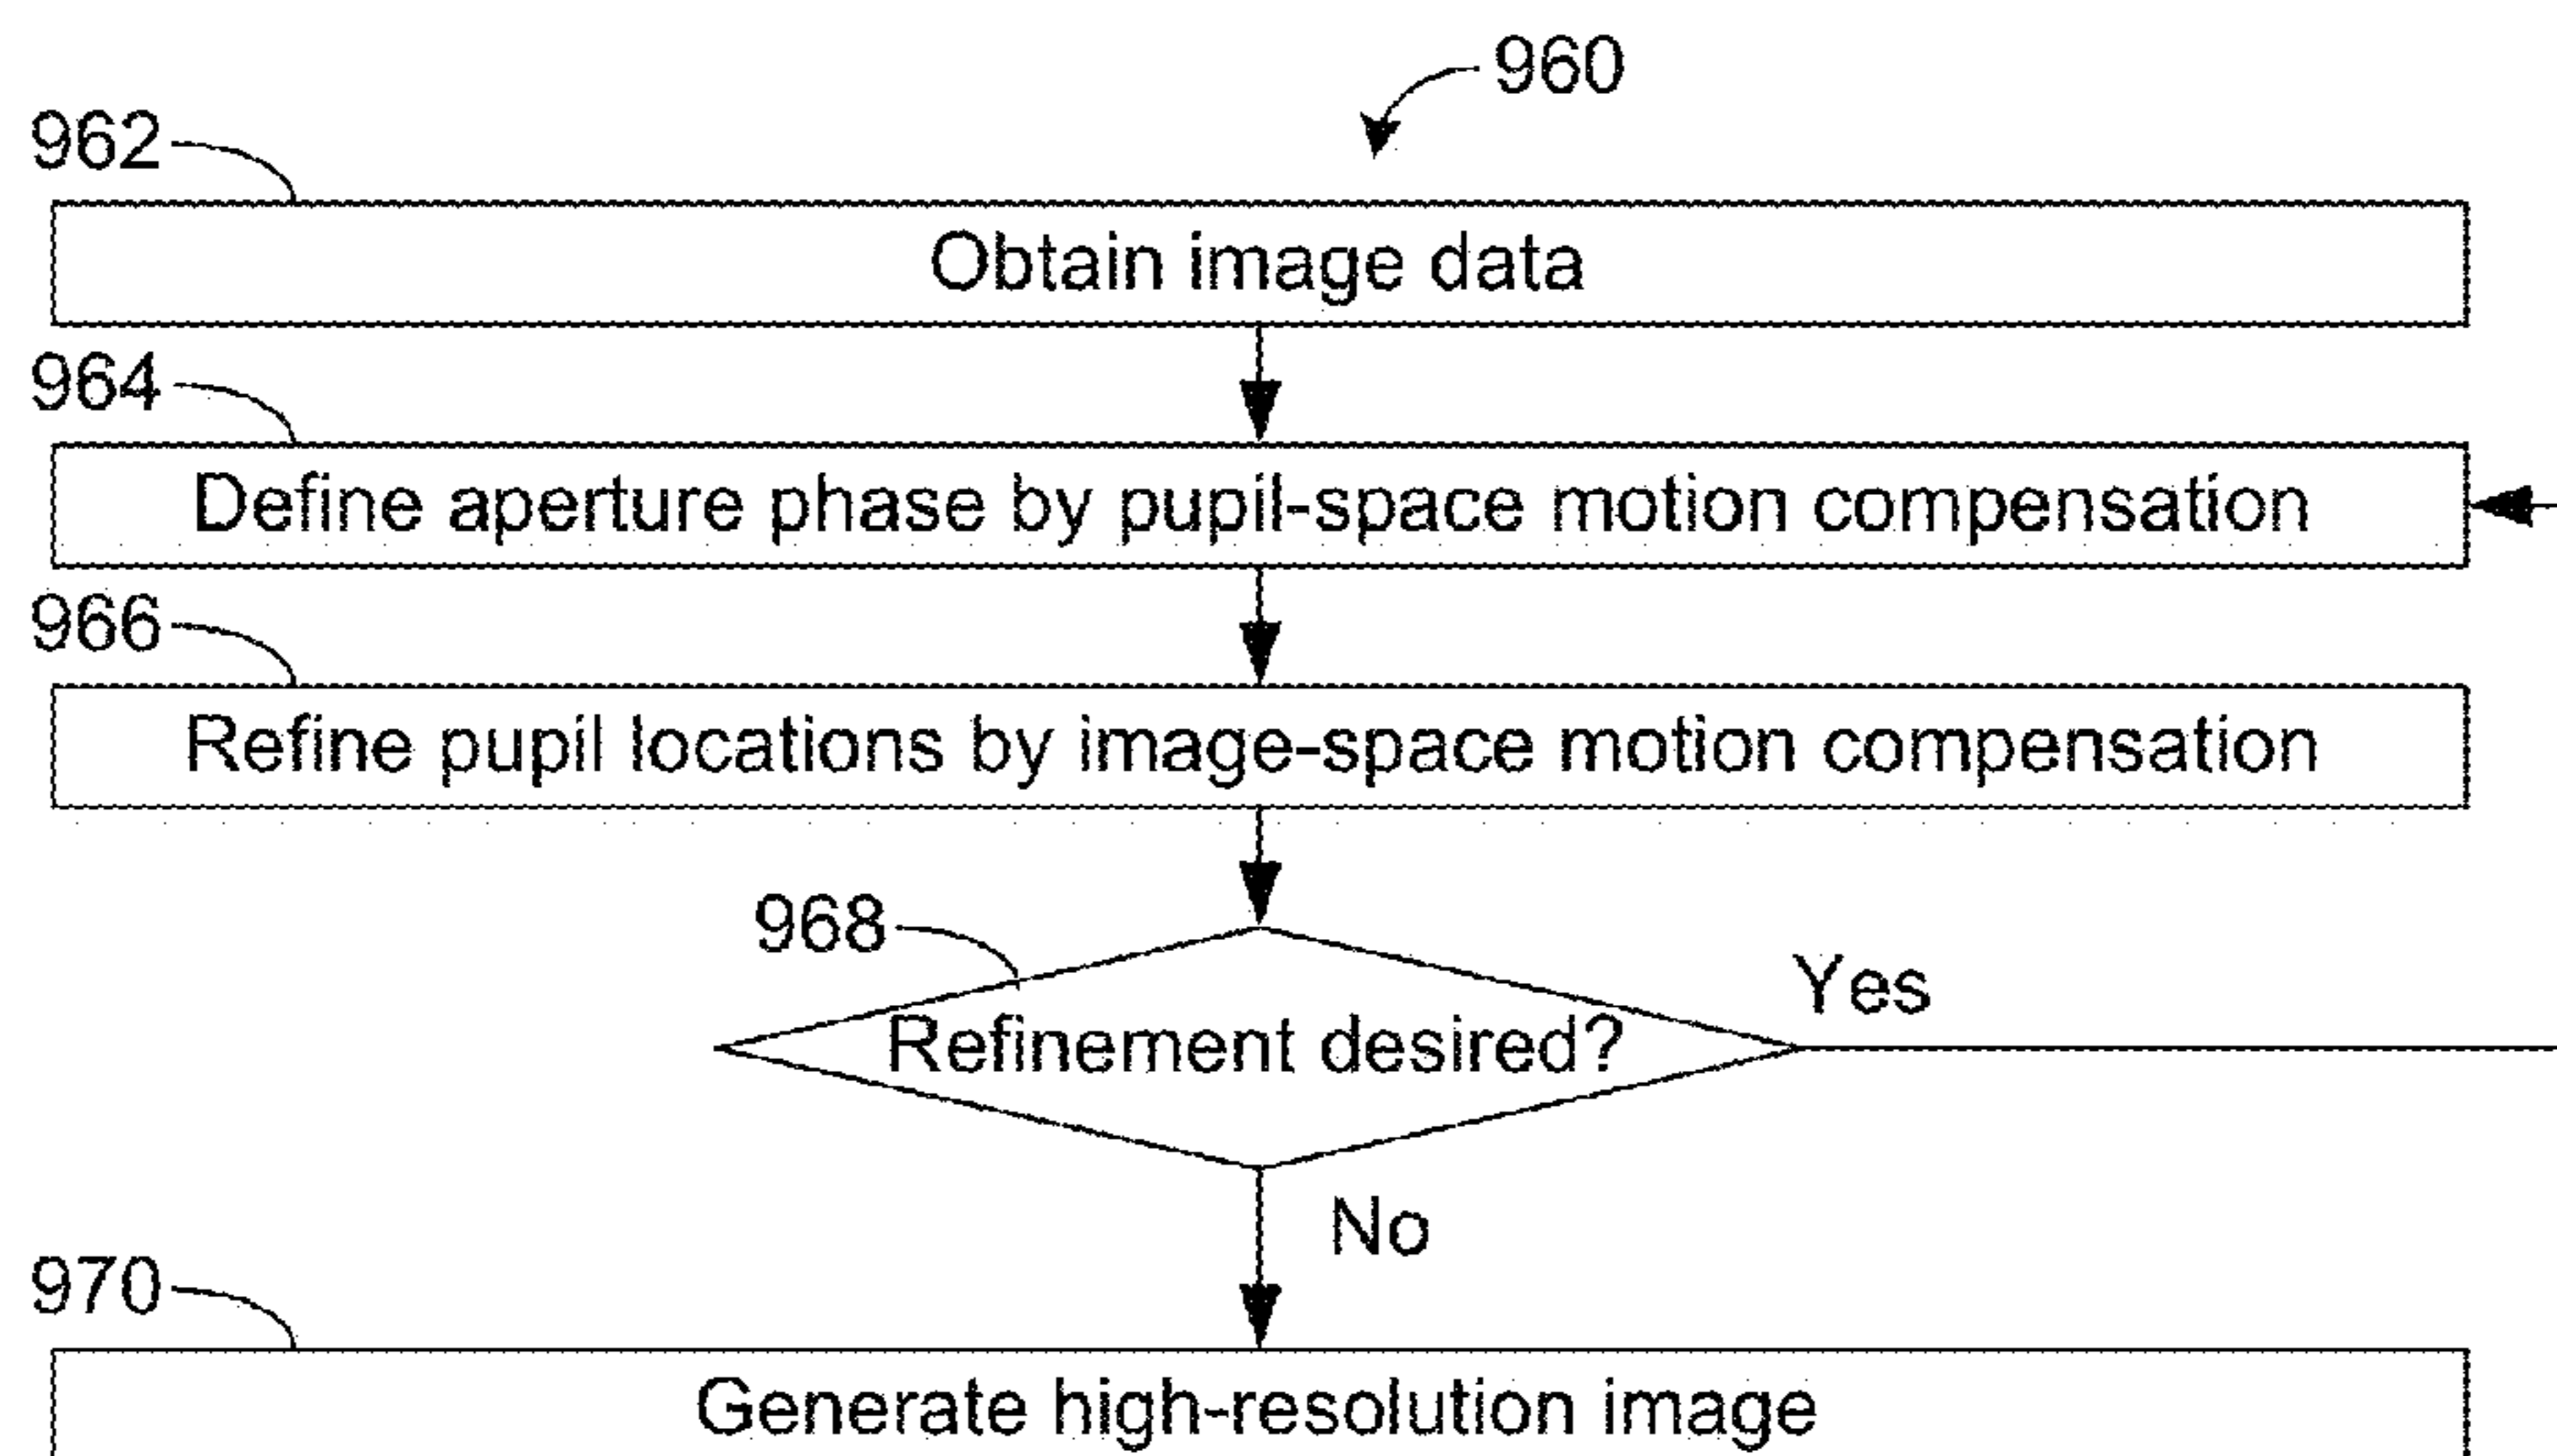 960
962
Obtain image data
964
Define aperture phase by pupil-space motion compensation
966
Refine pupil locations by image-space motion compensation
968
Yes
Refinement desired?
No
970
Generate high-resolution image